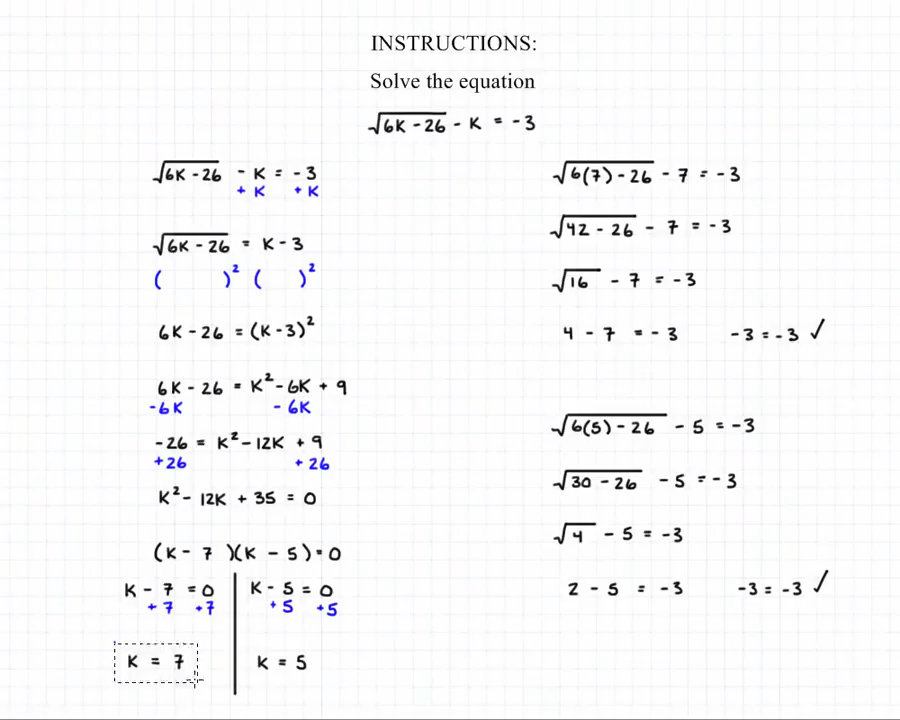 INSTRUCTIONS:
Solve the equation
√6K-26 - K = -3
√6K-26 - K = -3
+K +K
√6K-26 = K-3
( )² ( )²
6K-26 = (K-3)²
6K-26 = K²-6K+9
-6K -6K
-26 = K²-12K+9
+26 +26
K²-12K+35 = 0
(K-7)(K-5)=0
K-7=0
+7 +7
K = 7
K-5=0
+5 +5
K = 5
√6(7)-26 - 7 = -3
√42-26 - 7 = -3
√16 - 7 = -3
4 - 7 = -3 -3=-3 ✓
√6(5)-26 - 5 = -3
√30-26 - 5 = -3
√4 - 5 = -3
2 - 5 = -3 -3=-3 ✓